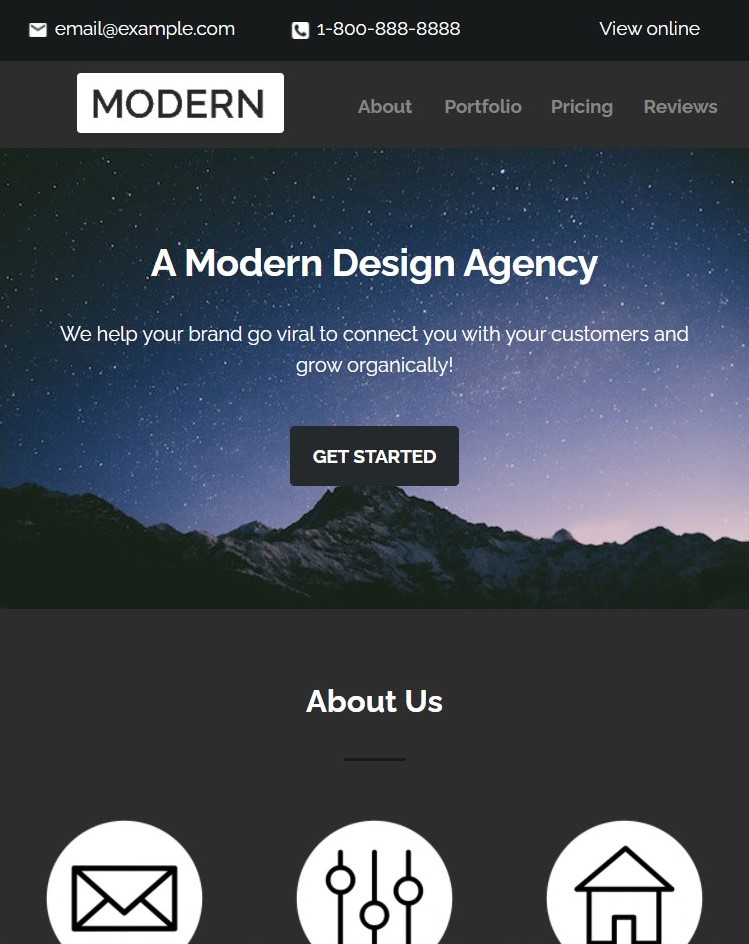 email@example.com 1-800-888-8888 View online
MODERN About Portfolio Pricing Reviews
A Modern Design Agency
We help your brand go viral to connect you with your customers and
grow organically!
GET STARTED
About Us